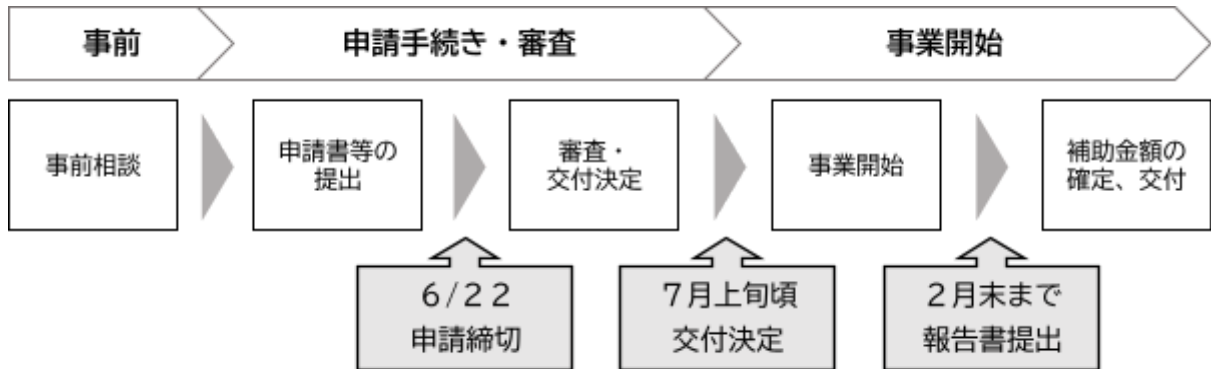 事前
申請手続き・審査
事業開始
事前相談
申請書等の
提出
審査・
交付決定
事業開始
補助金額の
確定、交付
6/22
申請締切
7月上旬頃
交付決定
2月末まで
報告書提出